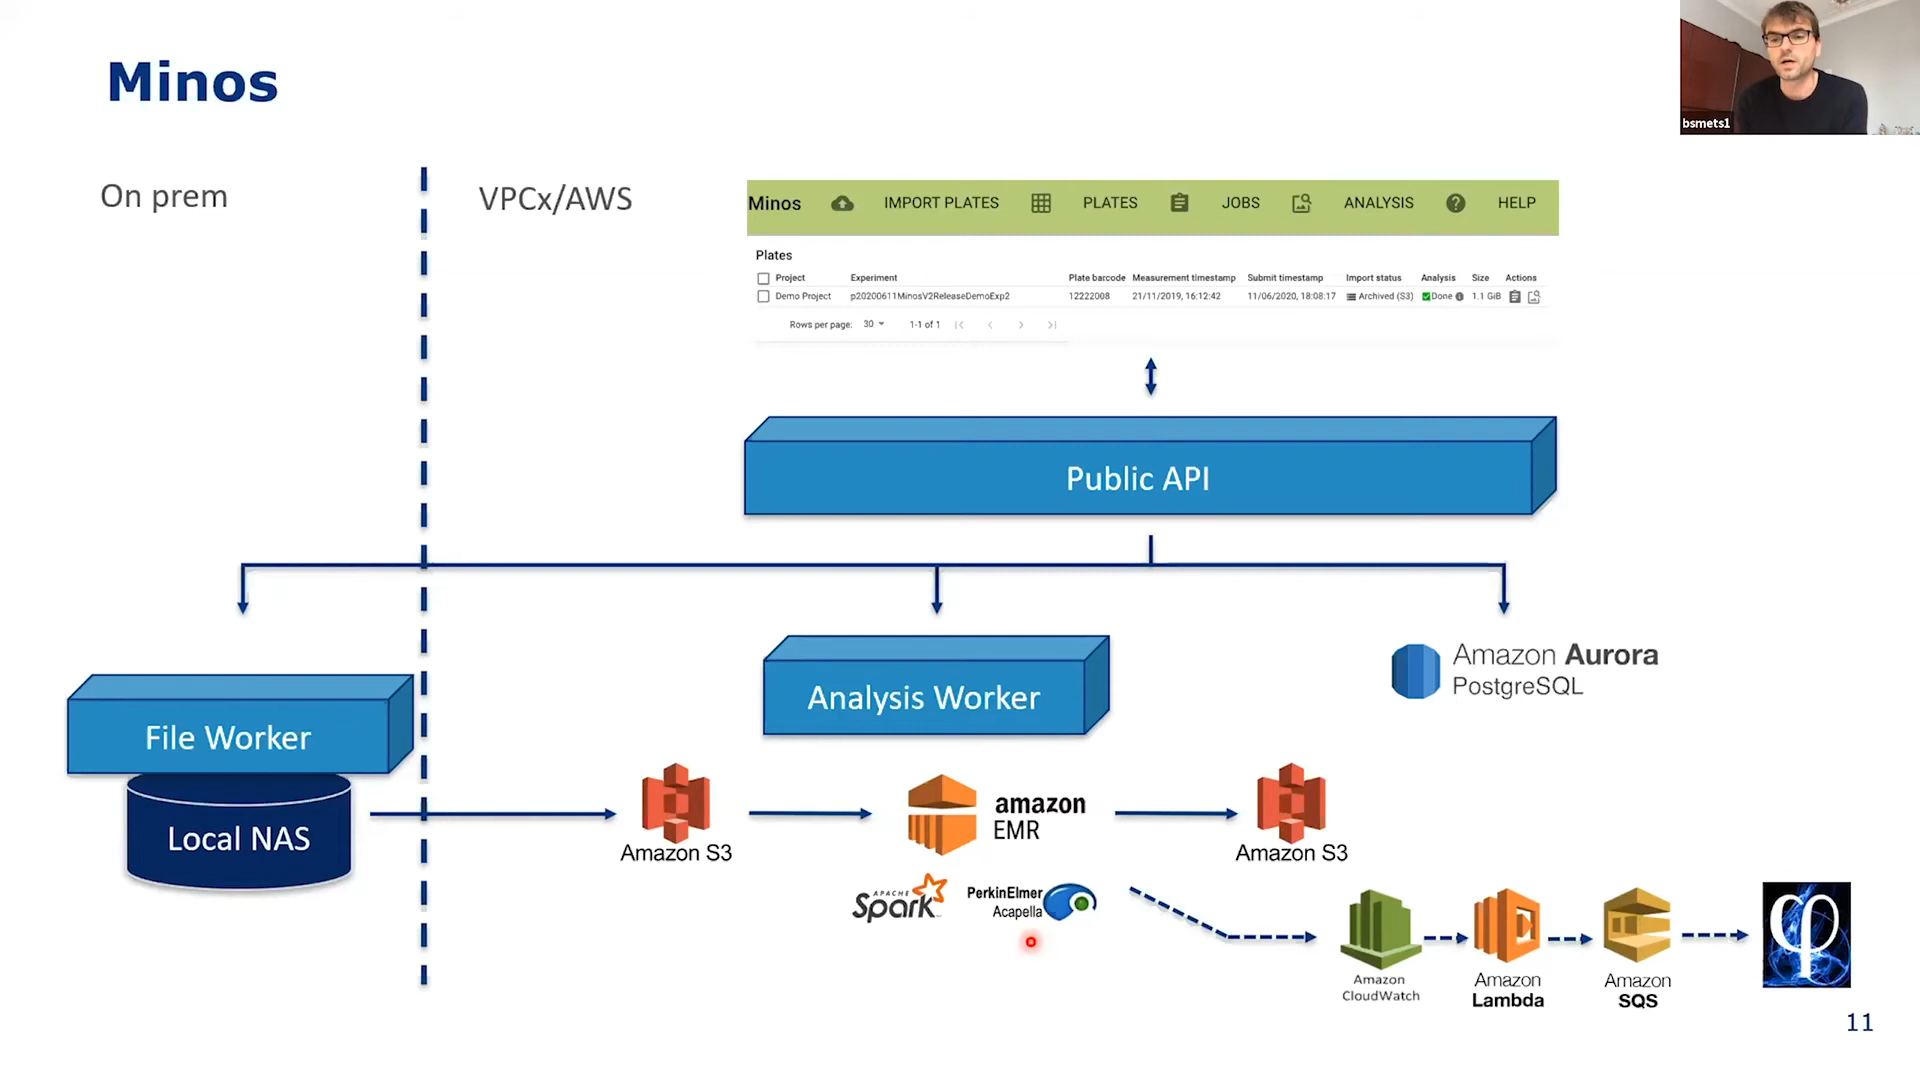 Minos
bsmets1
On prem
VPCx/AWS
Minos IMPORT PLATES PLATES JOBS ANALYSIS ? HELP
Plates
Project Experiment Plate barcode Measurement timestamp Submit timestamp Import status Analysis Size Actions
Demo Project p20200611MinosV2ReleaseDemoExp2 12222008 21/11/2019, 16:12:42 11/06/2020, 18:08:17 Archived (S3) Done 1.1 GiB
Rows per page: 30 1-1 of 1
Public API
File Worker
Local NAS
Analysis Worker
Amazon Aurora
PostgreSQL
Amazon S3
amazon
EMR
Amazon S3
APACHE
Spark
PerkinElmer
Acapella
Amazon
CloudWatch
Amazon
Lambda
Amazon
SQS
φ
11